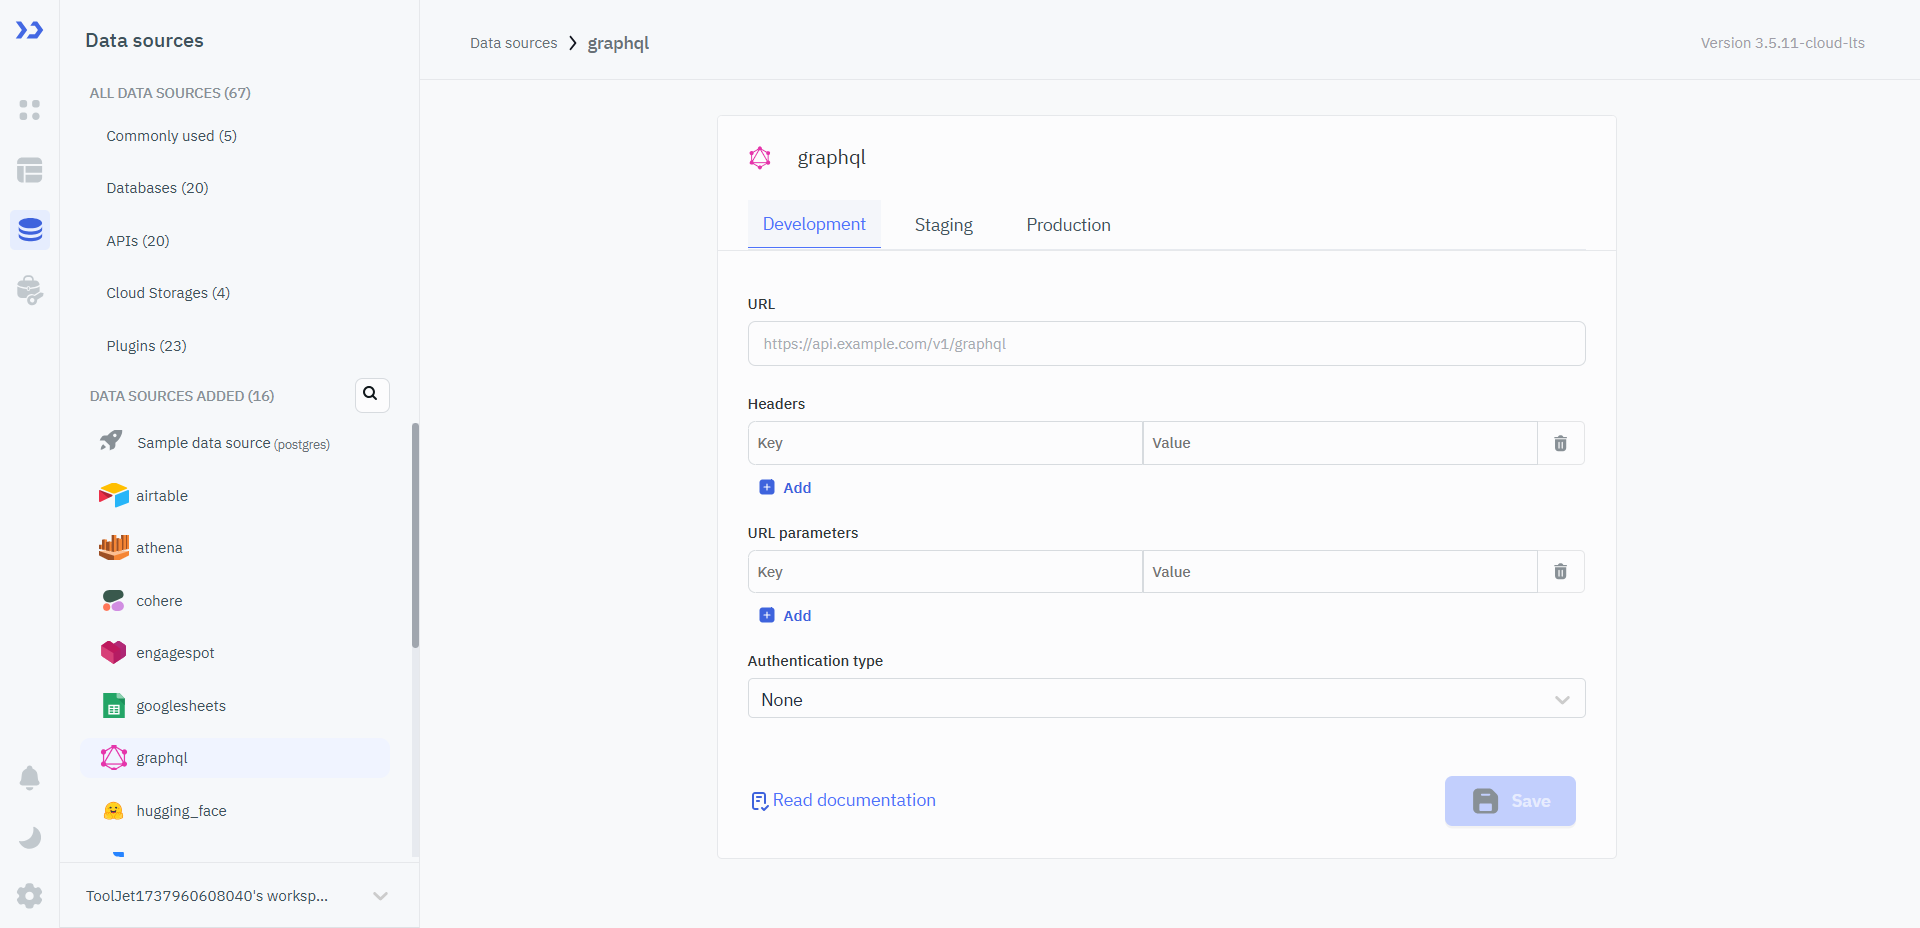 Data sources
ALL DATA SOURCES (67)
Commonly used (5)
Databases (20)
APIs (20)
Cloud Storages (4)
Plugins (23)
DATA SOURCES ADDED (16)
Sample data source (postgres)
airtable
athena
cohere
engagespot
googlesheets
graphql
hugging_face
ToolJet1737960608040's worksp...
Data sources > graphql
Version 3.5.11-cloud-lts
graphql
Development Staging Production
URL
https://api.example.com/v1/graphql
Headers
Key Value
Add
URL parameters
Key Value
Add
Authentication type
None
Read documentation
Save